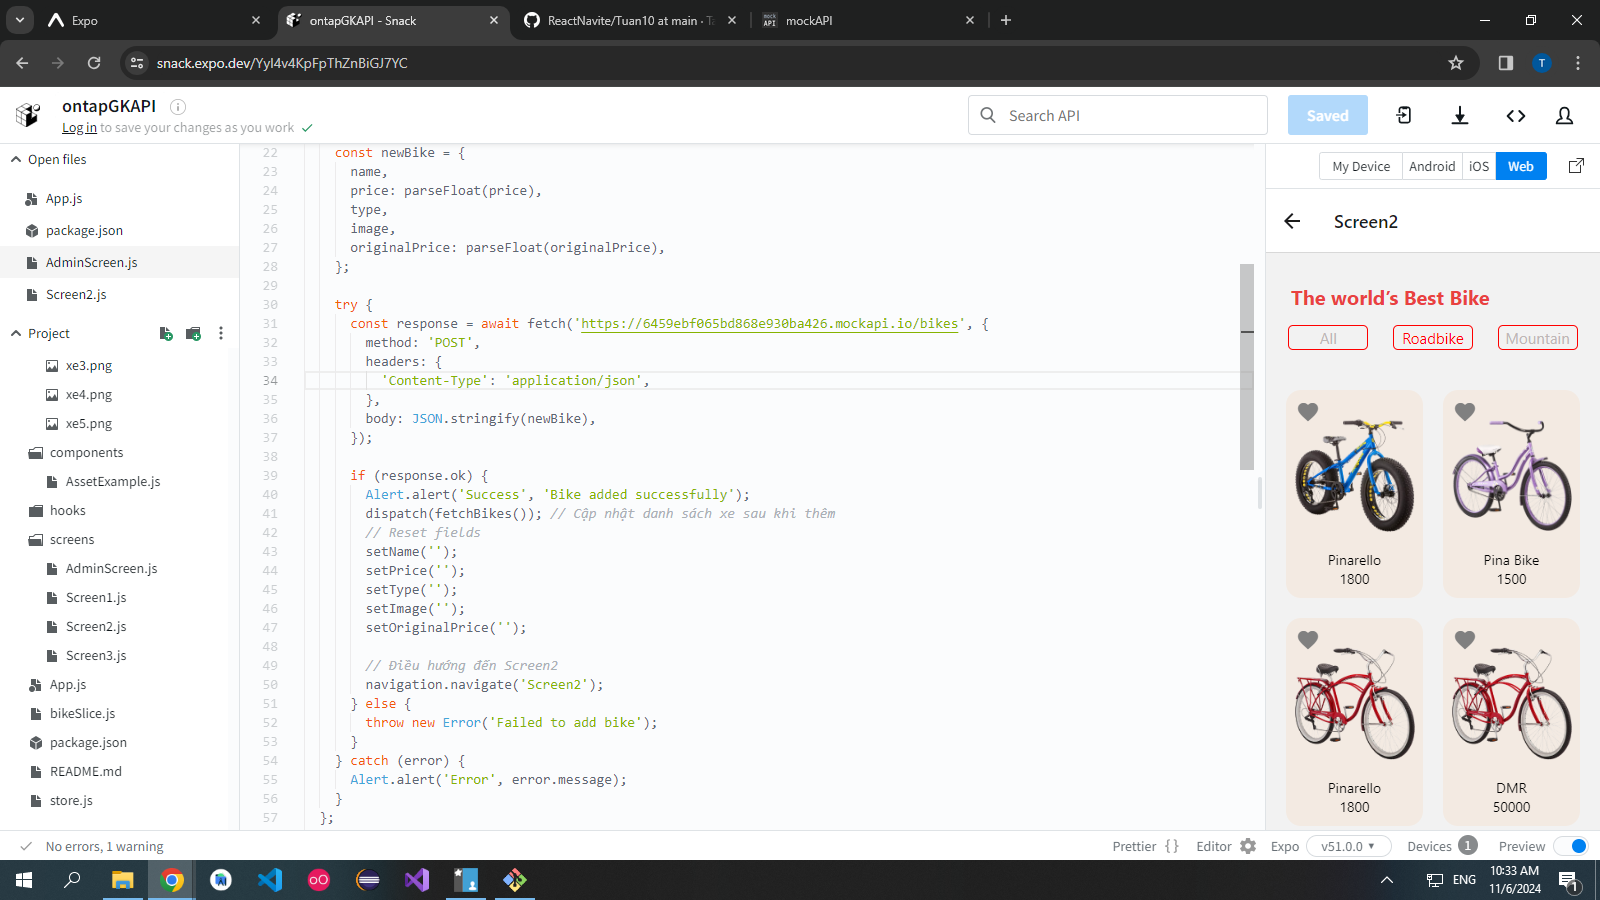 Expo
ontapGKAPI - Snack
ReactNavite/Tuan10 at main · T
mockAPI
snack.expo.dev/YyI4v4KpFpThZnBiGJ7YC
T
ontapGKAPI
Log in to save your changes as you work
Search API
Saved
Open files
App.js
package.json
AdminScreen.js
Screen2.js
Project
xe3.png
xe4.png
xe5.png
components
AssetExample.js
hooks
screens
AdminScreen.js
Screen1.js
Screen2.js
Screen3.js
App.js
bikeSlice.js
package.json
README.md
store.js
22 const newBike = {
23 name,
24 price: parseFloat(price),
25 type,
26 image,
27 originalPrice: parseFloat(originalPrice),
28 };
29
30 try {
31 const response = await fetch('https://6459ebf065bd868e930ba426.mockapi.io/bikes', {
32 method: 'POST',
33 headers: {
34 'Content-Type': 'application/json',
35 },
36 body: JSON.stringify(newBike),
37 });
38
39 if (response.ok) {
40 Alert.alert('Success', 'Bike added successfully');
41 dispatch(fetchBikes()); // Cập nhật danh sách xe sau khi thêm
42 // Reset fields
43 setName('');
44 setPrice('');
45 setType('');
46 setImage('');
47 setOriginalPrice('');
48
49 // Điều hướng đến Screen2
50 navigation.navigate('Screen2');
51 } else {
52 throw new Error('Failed to add bike');
53 }
54 } catch (error) {
55 Alert.alert('Error', error.message);
56 }
57 };
My Device Android iOS Web
Screen2
The world's Best Bike
All Roadbike Mountain
Pinarello
1800
Pina Bike
1500
Pinarello
1800
DMR
50000
No errors, 1 warning
Prettier { } Editor Expo v51.0.0 Devices 1 Preview
ENG
10:33 AM
11/6/2024
1